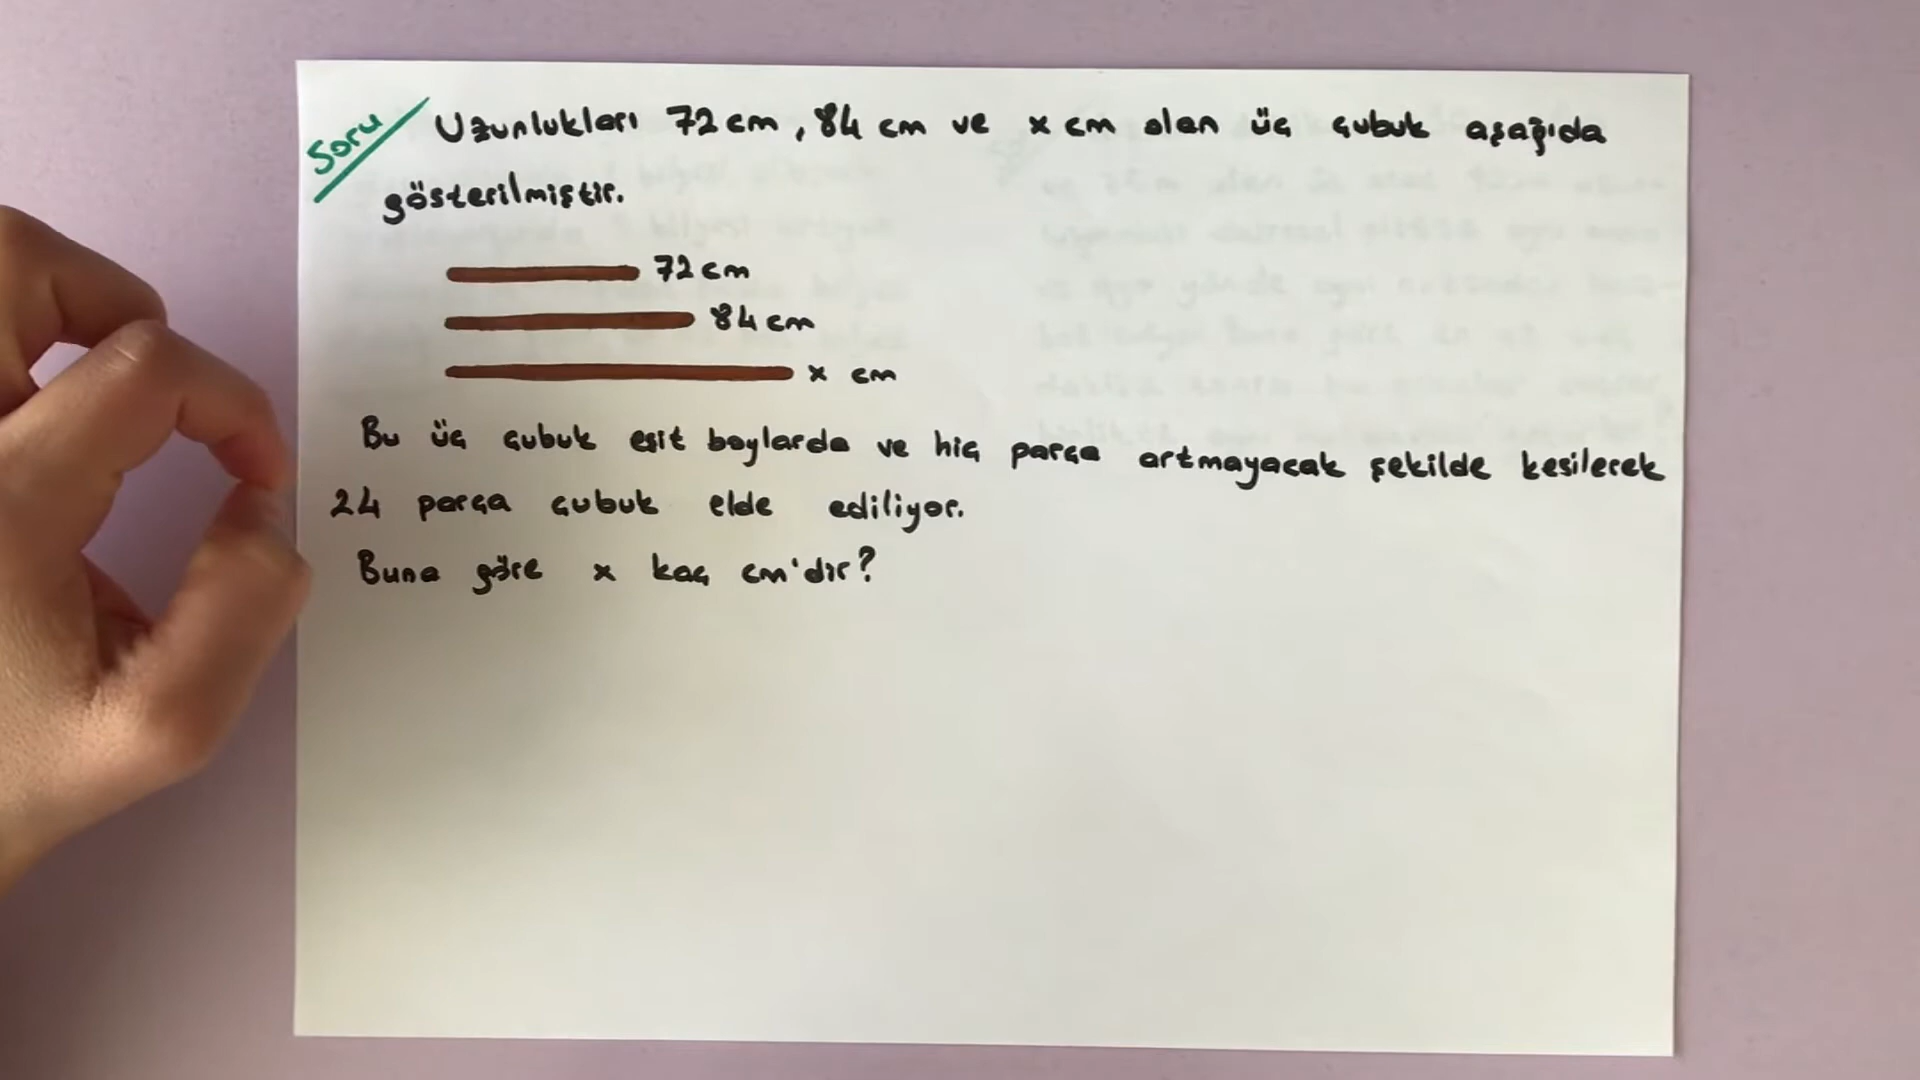 Soru
Uzunlukları 72 cm, 84 cm ve x cm olan üç çubuk aşağıda
gösterilmiştir.
72 cm
84 cm
x cm
Bu üç çubuk eşit boylarda ve hiç parça artmayacak şekilde kesilerek
24 parça çubuk elde ediliyor.
Buna göre x kaç cm'dir?